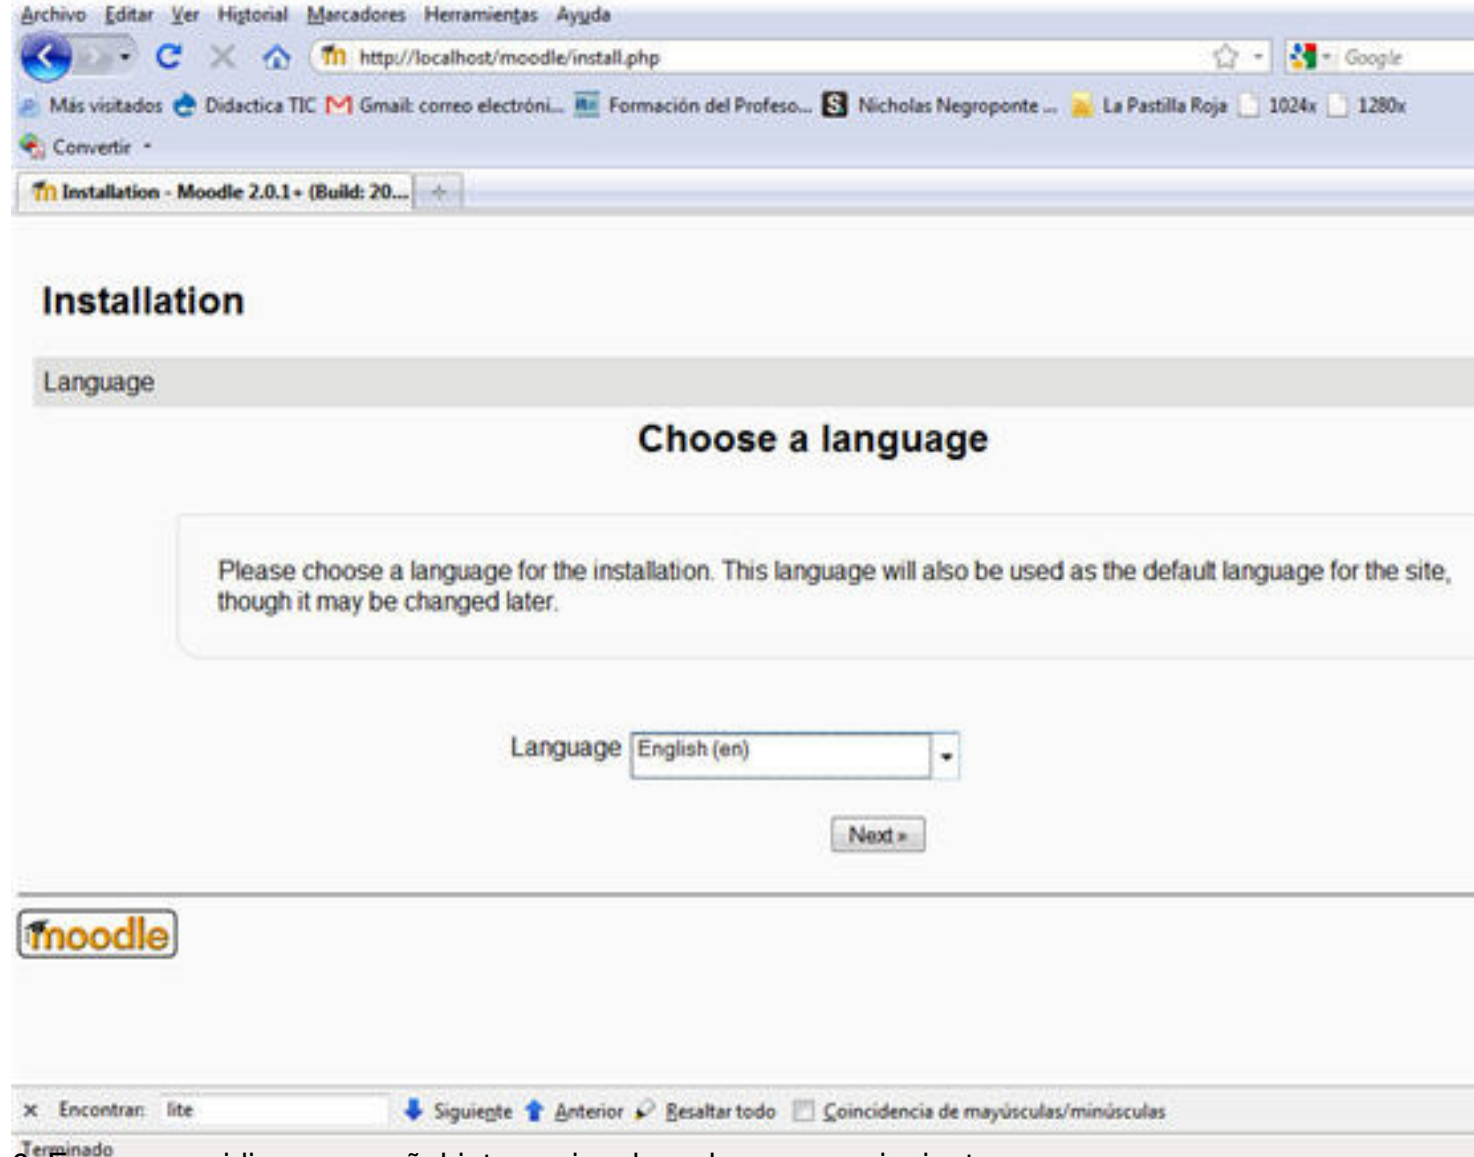 Archivo Editar Ver Historial Marcadores Herramientas Ayuda
http://localhost/moodle/install.php
Google
Más visitados Didactica TIC Gmail: correo electróni... Formación del Profeso... Nicholas Negroponte ... La Pastilla Roja 1024x 1280x
Convertir
Installation - Moodle 2.0.1+ (Build: 20...
Installation
Language
Choose a language
Please choose a language for the installation. This language will also be used as the default language for the site,
though it may be changed later.
Language English (en)
Next »
moodle
× Encontrar: lite Siguiente Anterior Resaltar todo Coincidencia de mayúsculas/minúsculas
Terminado